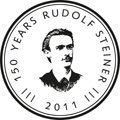 150 YEARS RUDOLF STEINER
2011